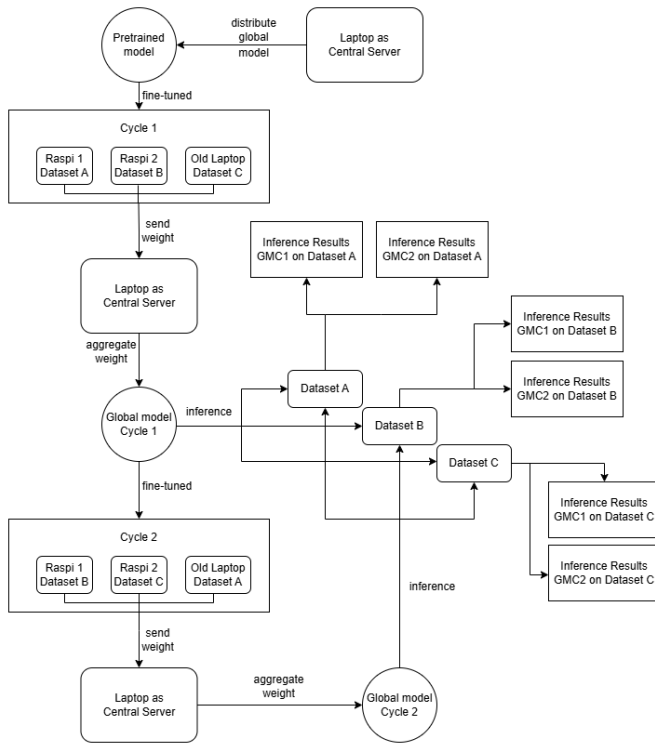 distribute
global
model
Pretrained
model
Laptop as
Central Server
fine-tuned
Cycle 1
Raspi 1
Dataset A
Raspi 2
Dataset B
Old Laptop
Dataset C
send
weight
Laptop as
Central Server
aggregate
weight
Global model
Cycle 1
inference
Inference Results
GMC1 on Dataset A
Inference Results
GMC2 on Dataset A
Inference Results
GMC1 on Dataset B
Inference Results
GMC2 on Dataset B
Dataset A
Dataset B
Dataset C
Inference Results
GMC1 on Dataset C
Inference Results
GMC2 on Dataset C
fine-tuned
Cycle 2
Raspi 1
Dataset B
Raspi 2
Dataset C
Old Laptop
Dataset A
inference
send
weight
Laptop as
Central Server
aggregate
weight
Global model
Cycle 2